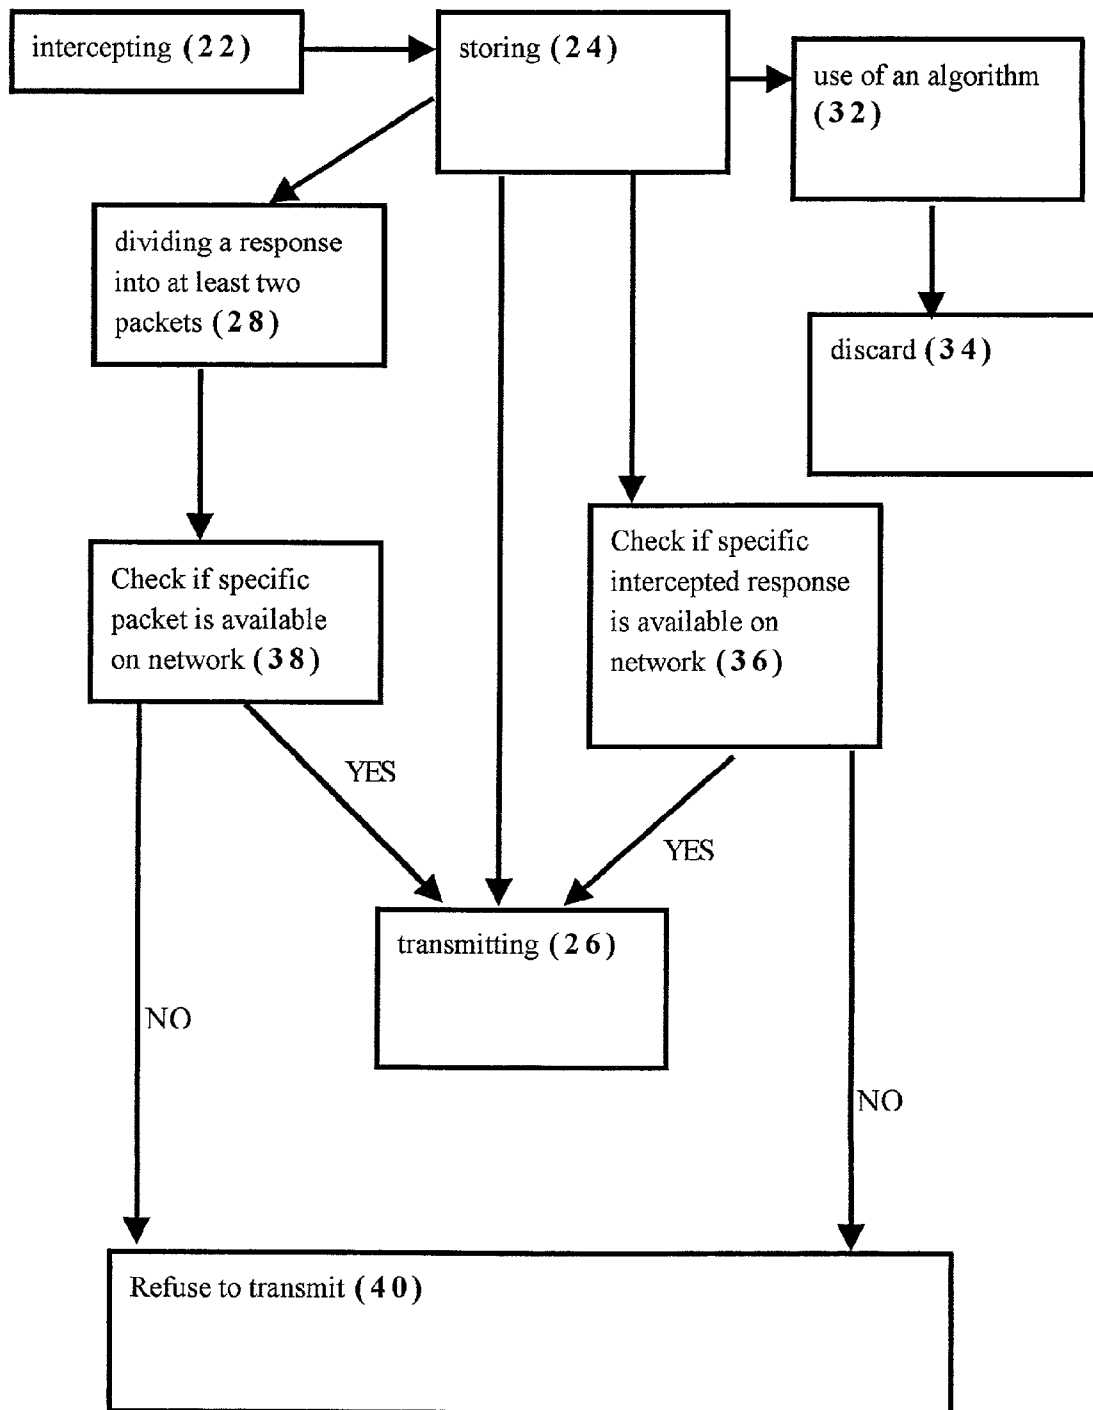 intercepting (22)
storing (24)
use of an algorithm
(32)
dividing a response
into at least two
packets (28)
discard (34)
Check if specific
packet is available
on network (38)
Check if specific
intercepted response
is available on
network (36)
YES
YES
transmitting (26)
NO
NO
Refuse to transmit (40)